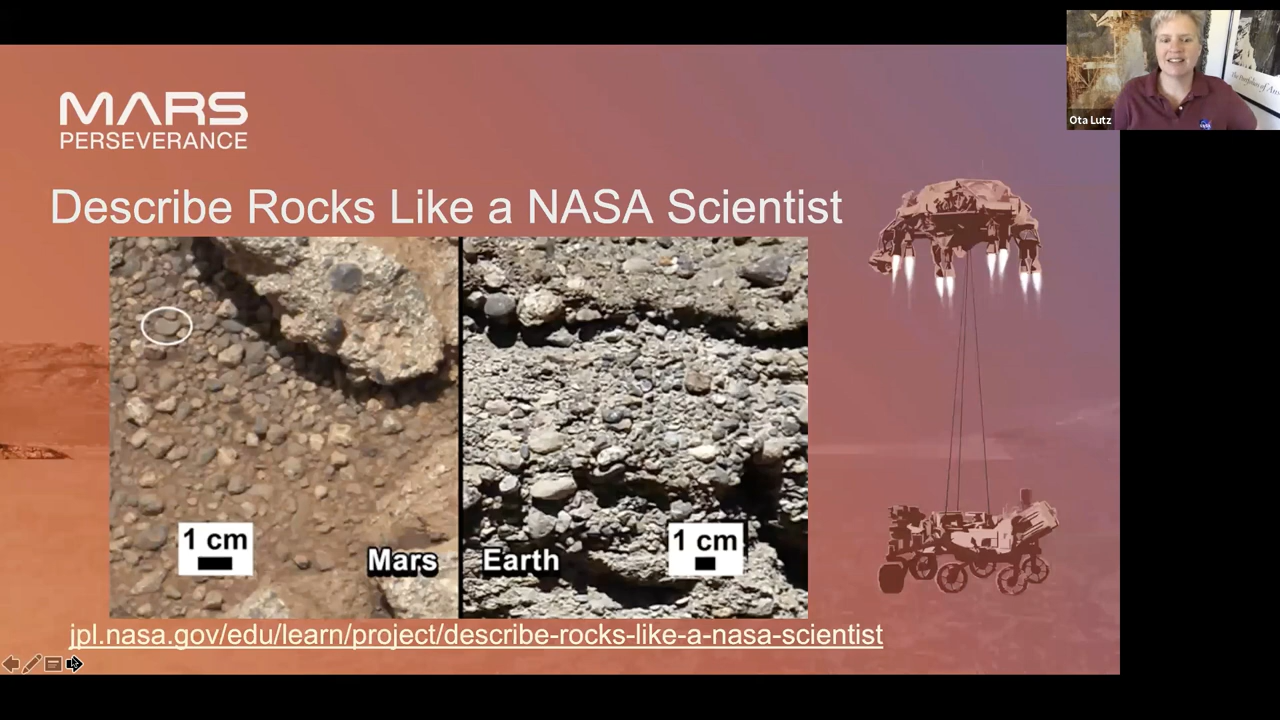 MARS
PERSEVERANCE
Ota Lutz
Describe Rocks Like a NASA Scientist
1 cm
Mars
Earth
1 cm
jpl.nasa.gov/edu/learn/project/describe-rocks-like-a-nasa-scientist